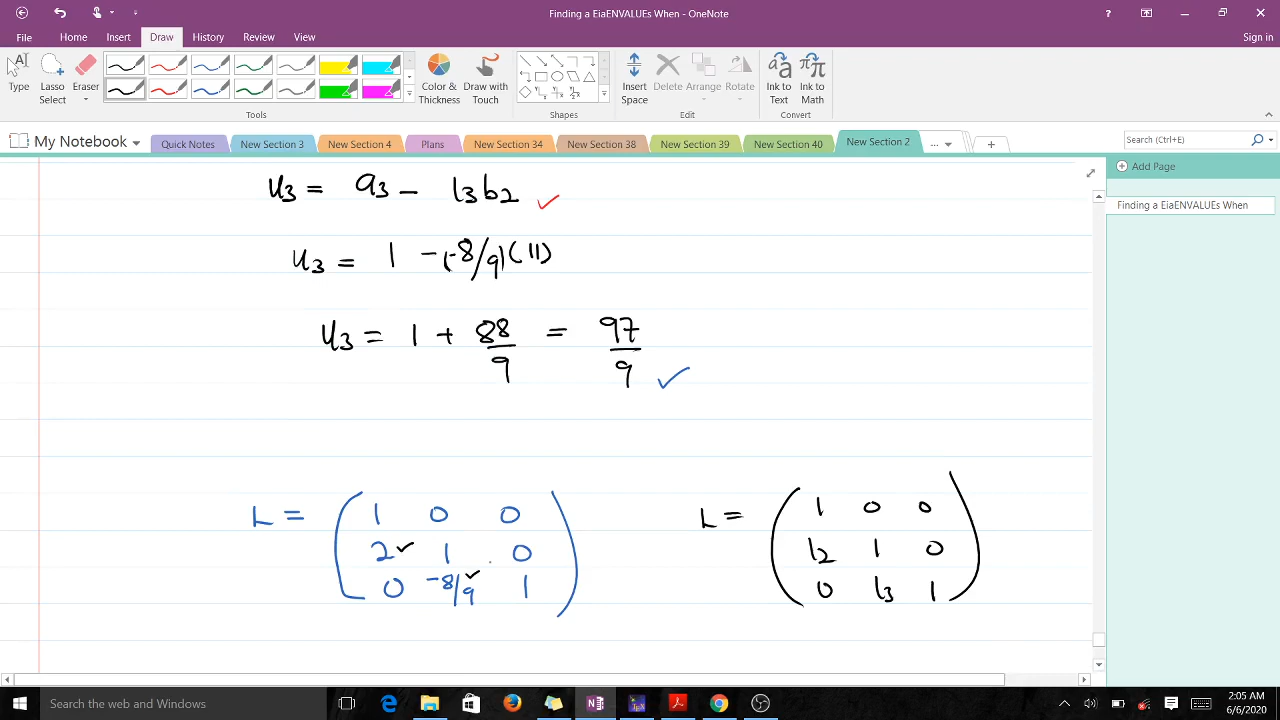 Finding a EiaENVALUEs When - OneNote
File Home Insert Draw History Review View Sign in
Type Lasso Select Eraser Color & Thickness Draw with Touch Insert Space Delete Arrange Rotate Ink to Text Ink to Math
Tools Shapes Edit Convert
My Notebook Quick Notes New Section 3 New Section 4 Plans New Section 34 New Section 38 New Section 39 New Section 40 New Section 2 ... + Search (Ctrl+E)
Add Page
Finding a EiaENVALUEs When
u3 = a3 - l3b2 ✓
u3 = 1 - (-8/9)(11)
u3 = 1 + 88/9 = 97/9 ✓
L = ( 1 0 0
2 ✓ 1 0
0 -8/9 ✓ 1 )
L = ( 1 0 0
l2 1 0
0 l3 1 )
Search the web and Windows
2:05 AM
6/6/2020